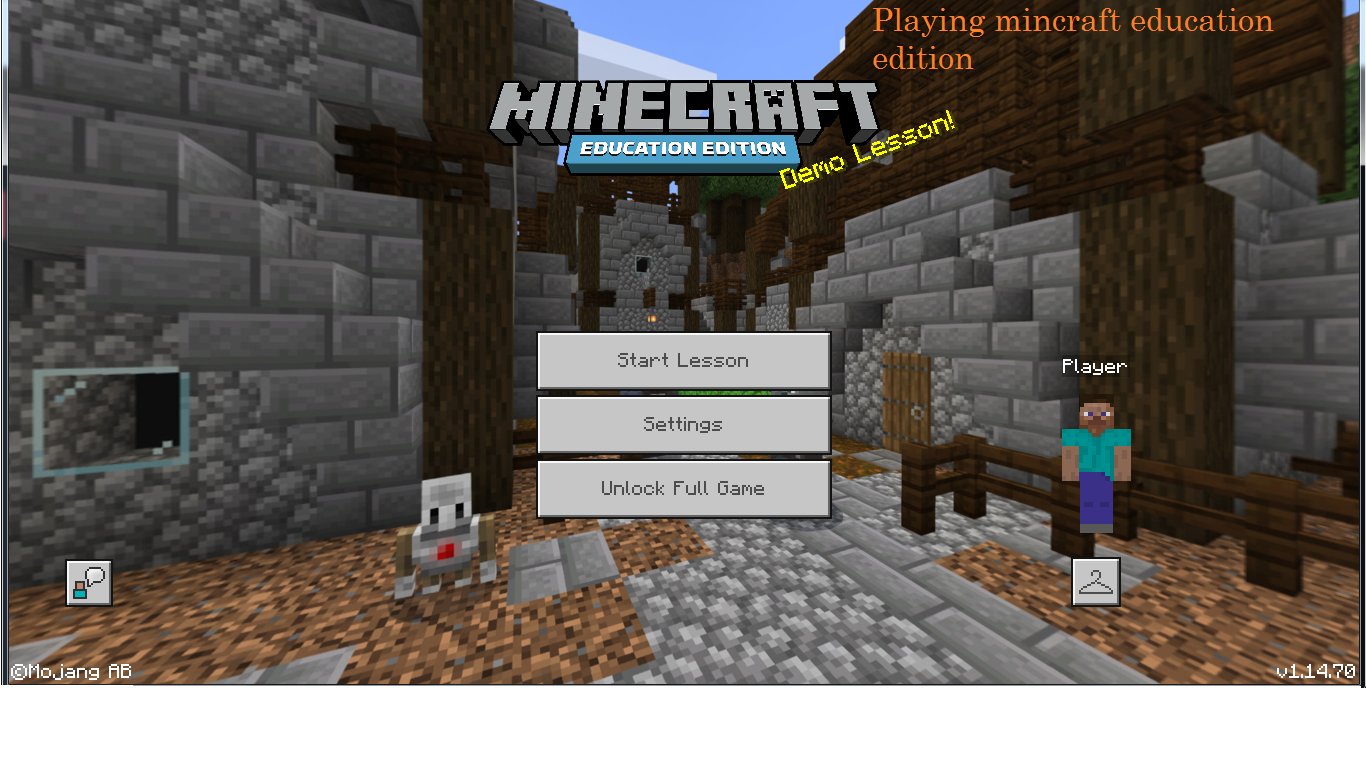 Playing mincraft education
edition
MINECRAFT
EDUCATION EDITION
Demo Lesson!
Start Lesson
Player
Settings
Unlock Full Game
©Mojang AB
v1.14.70